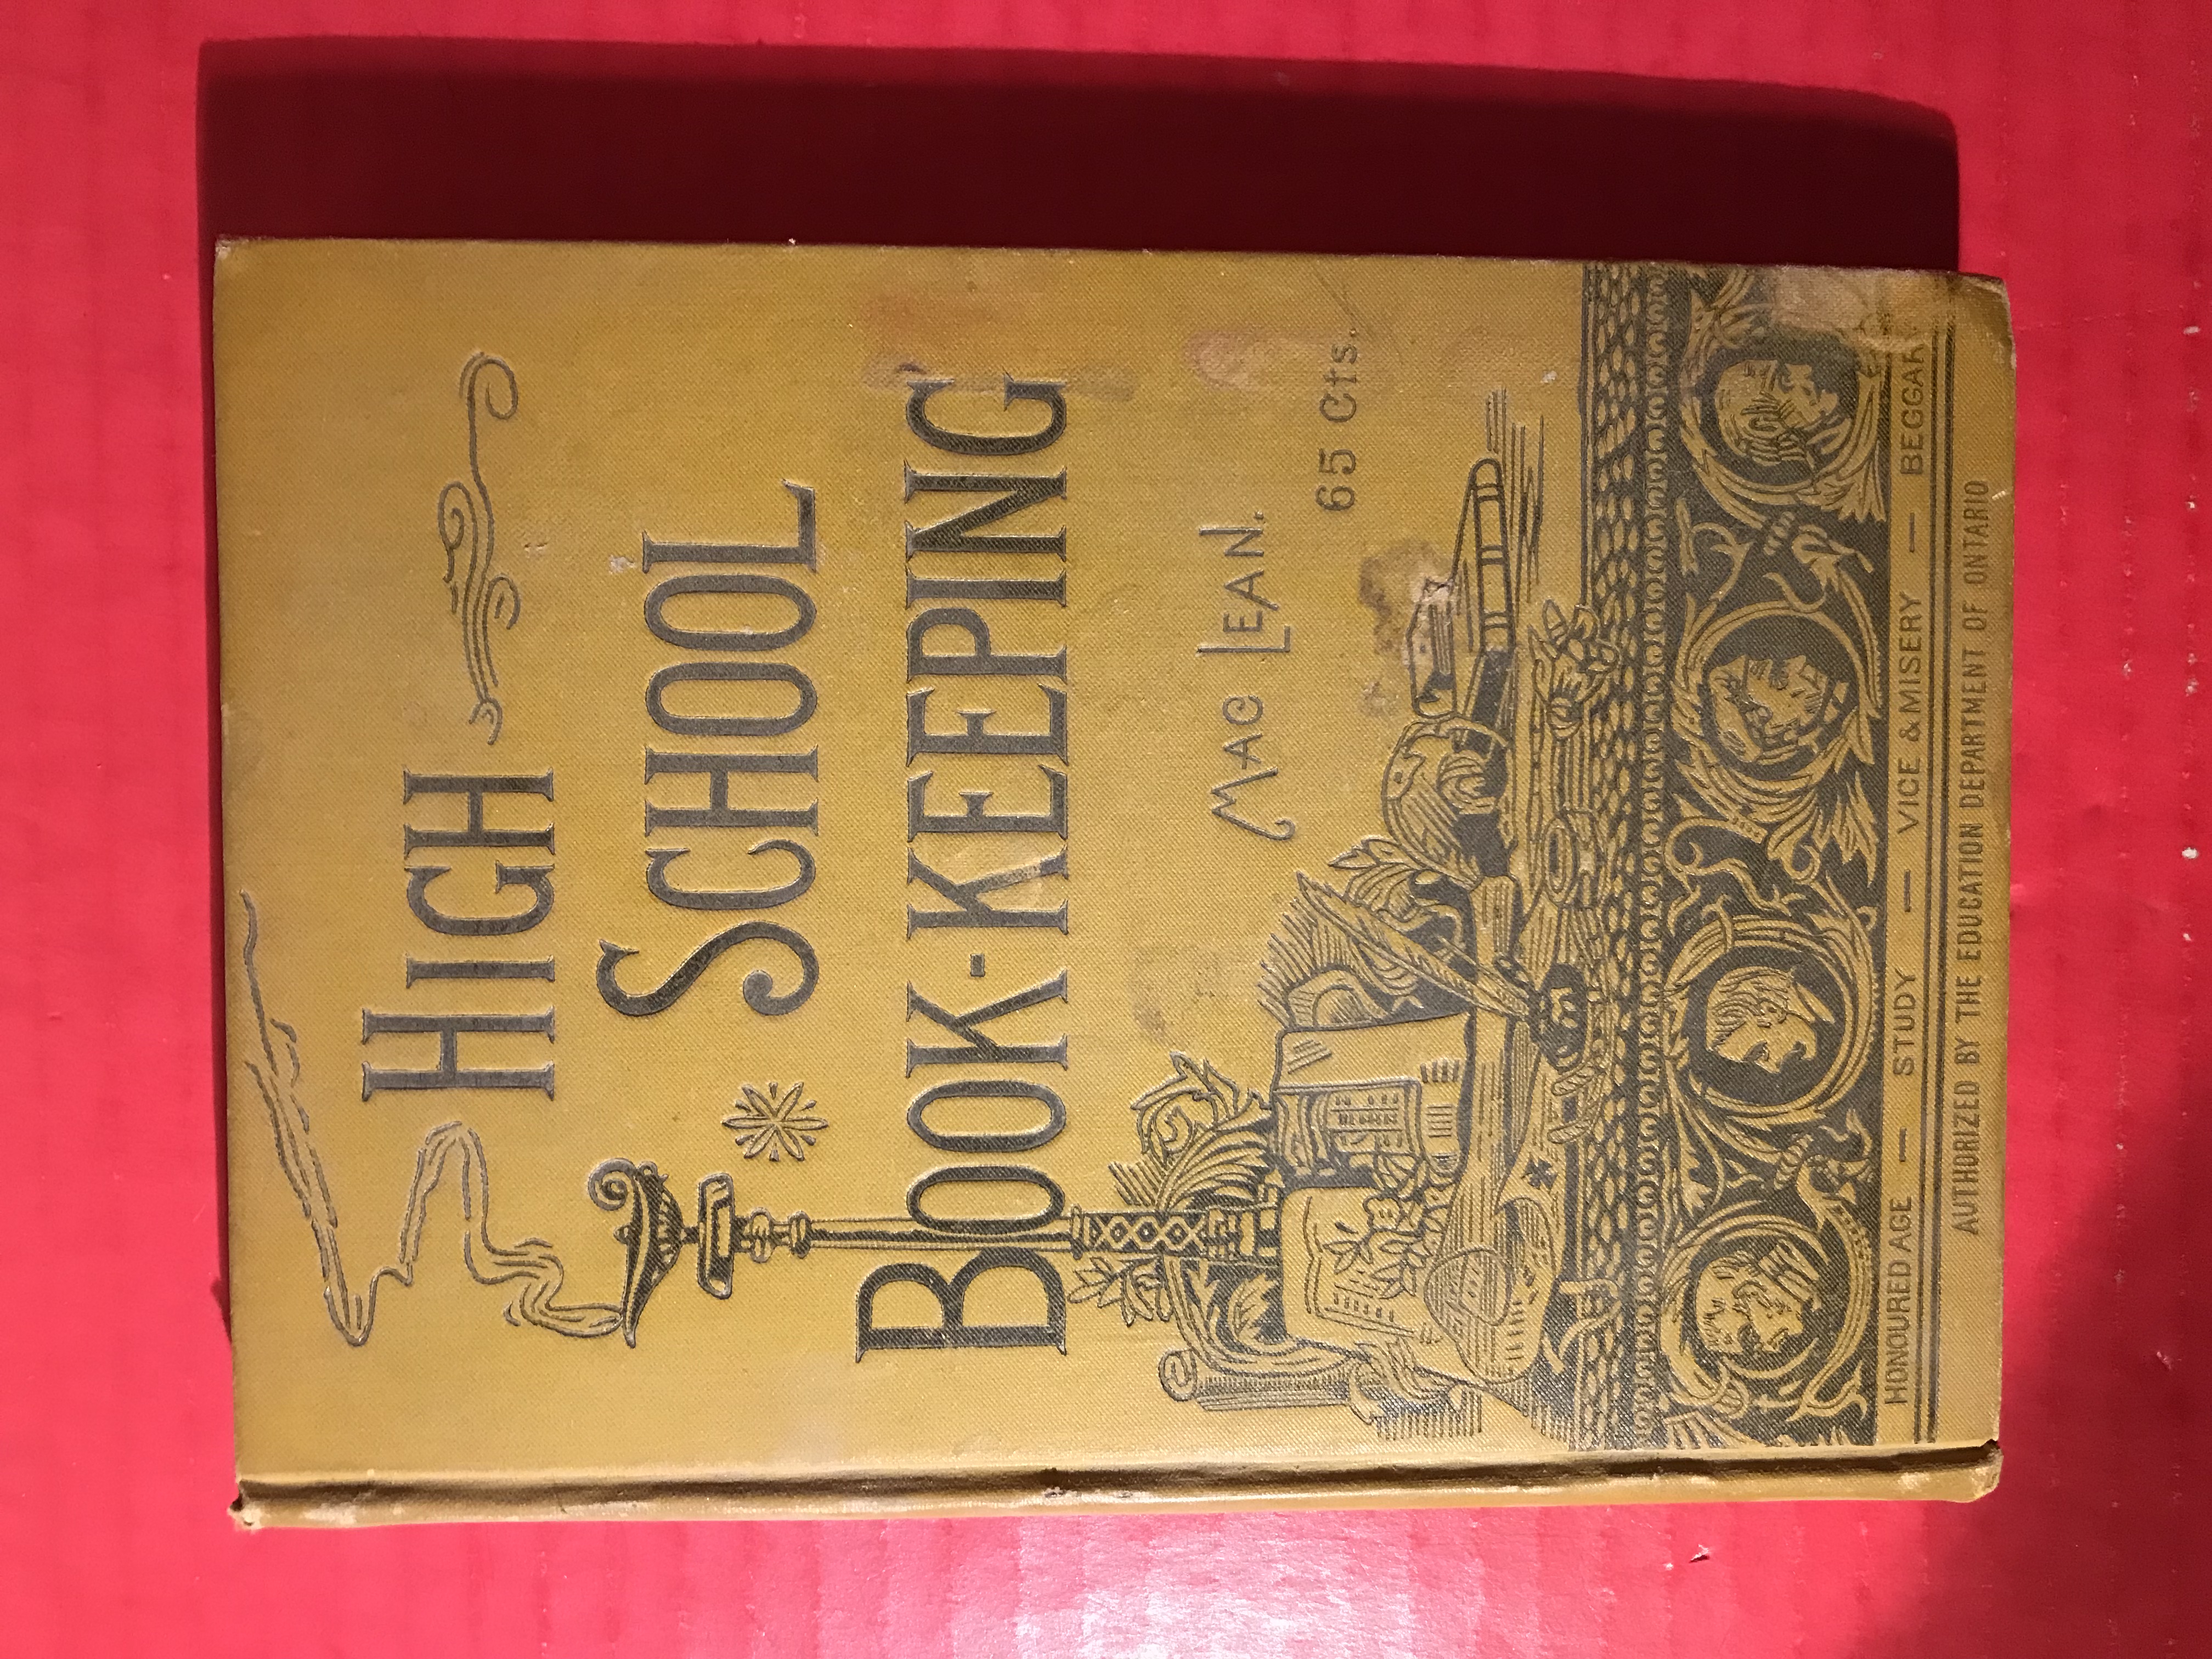 HIGH
SCHOOL
BOOK-KEEPING
MAC LEAN.
65 Cts.
HONOURED AGE — STUDY — VICE & MISERY — BEGGAR
AUTHORIZED BY THE EDUCATION DEPARTMENT OF ONTARIO